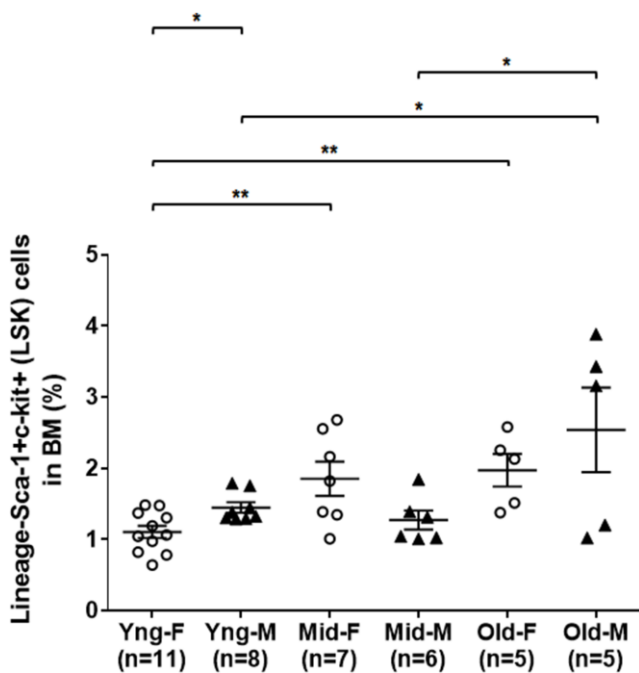 *
*
*
**
**
Lineage-Sca-1+c-kit+ (LSK) cells
in BM (%)
5
4
3
2
1
0
Yng-F Yng-M Mid-F Mid-M Old-F Old-M
(n=11) (n=8) (n=7) (n=6) (n=5) (n=5)